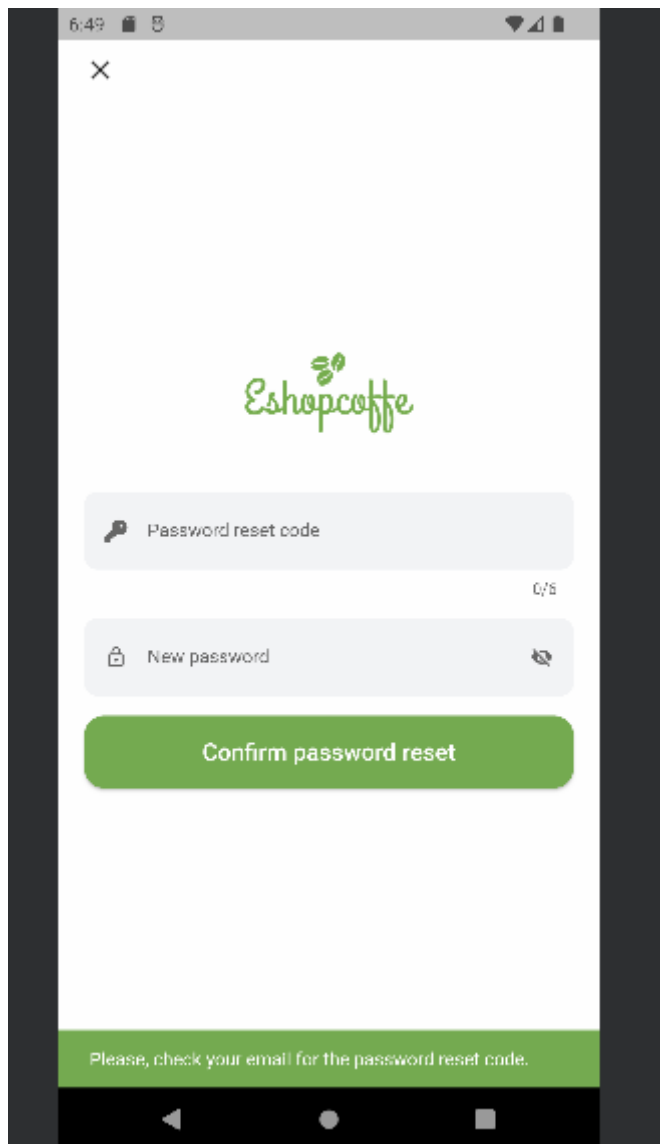 6:49
Eshopcoffe
Password reset code
0/6
New password
Confirm password reset
Please, check your email for the password reset code.